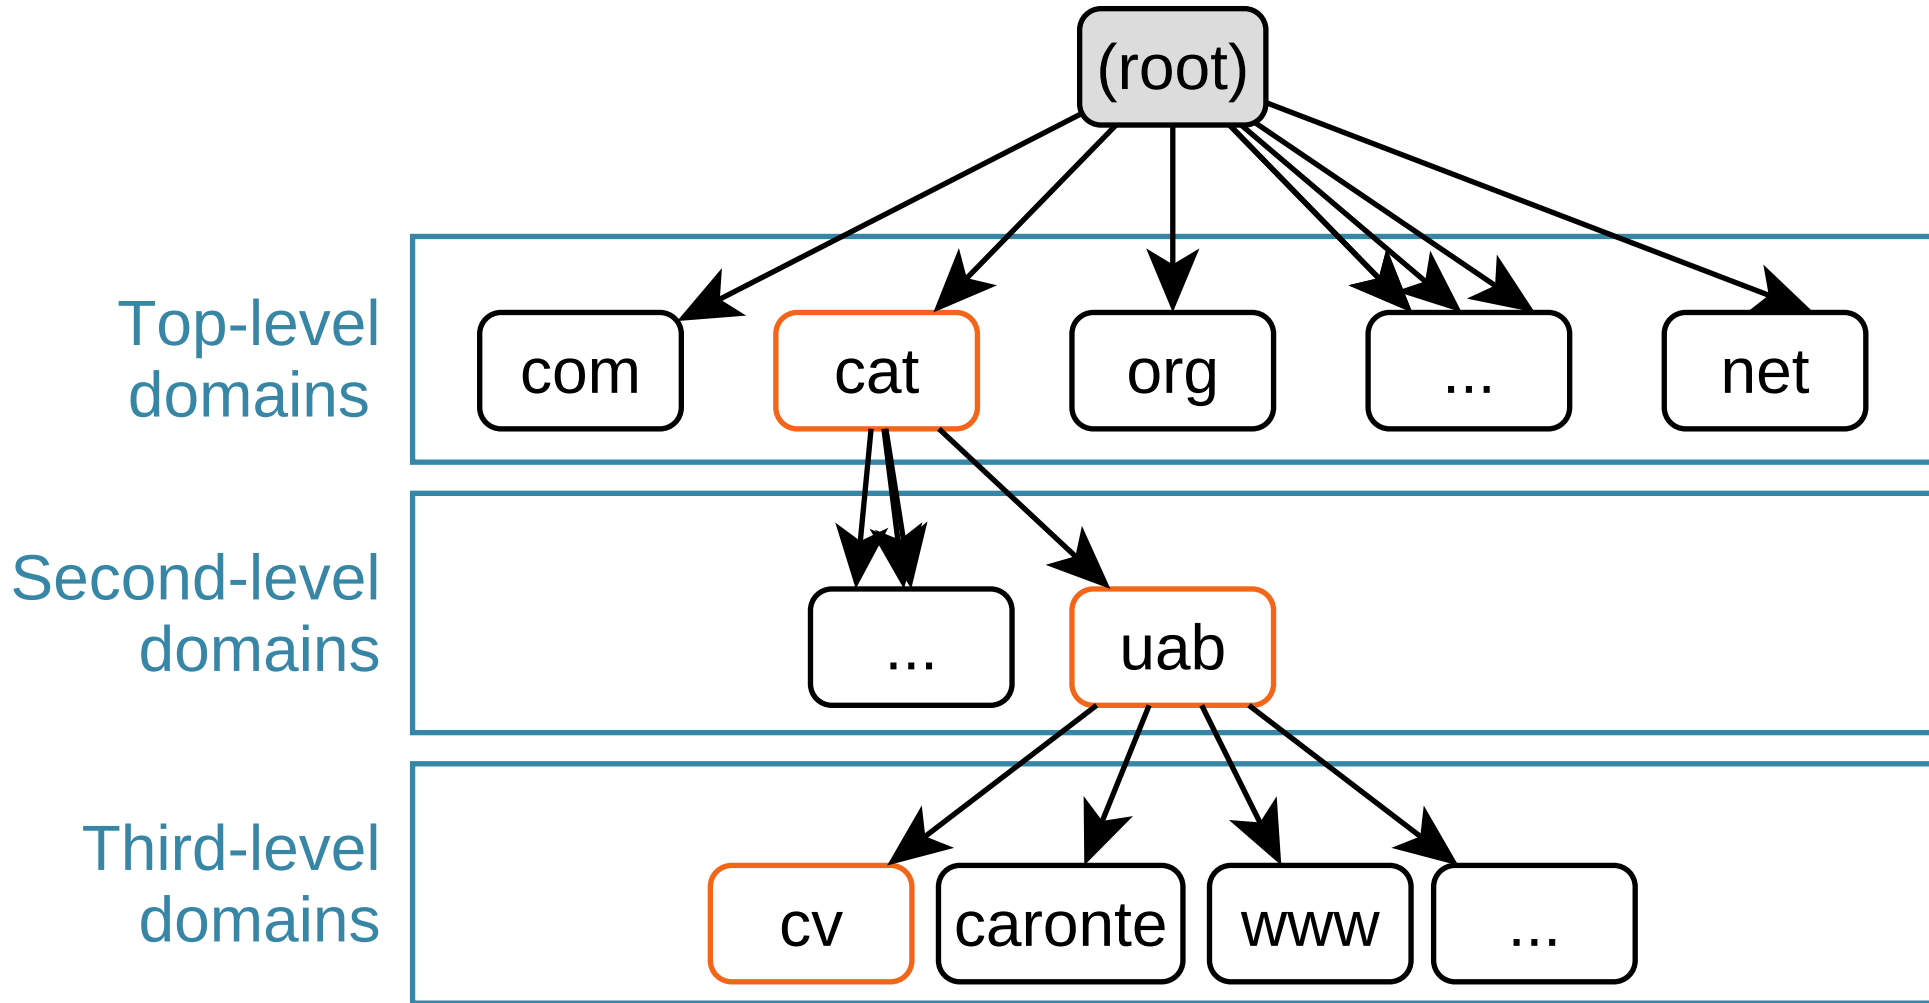 (root)
Top-level
domains
com
cat
org
...
net
Second-level
domains
...
uab
Third-level
domains
cv
caronte
www
...